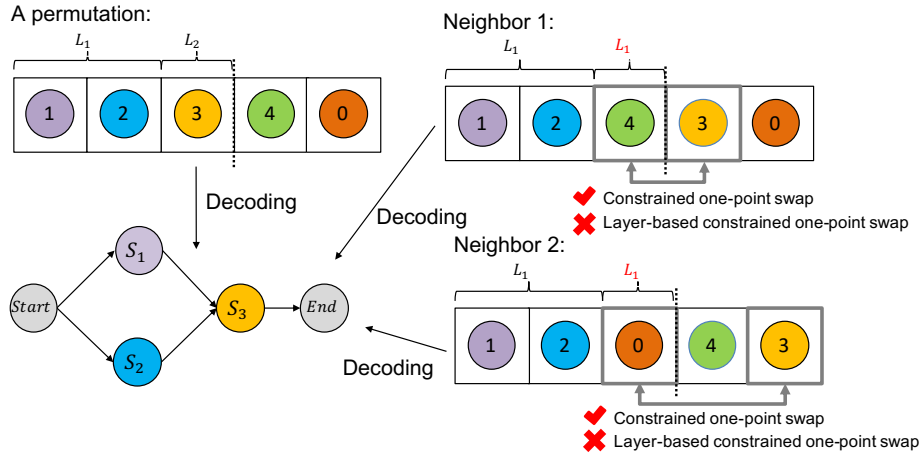 A permutation:
L₁ L₂
1 2 3 4 0
Decoding
Start
S₁
S₂
S₃
End
Neighbor 1:
L₁ L₁
1 2 4 3 0
Constrained one-point swap
Layer-based constrained one-point swap
Decoding
Neighbor 2:
L₁ L₁
1 2 0 4 3
Decoding
Constrained one-point swap
Layer-based constrained one-point swap